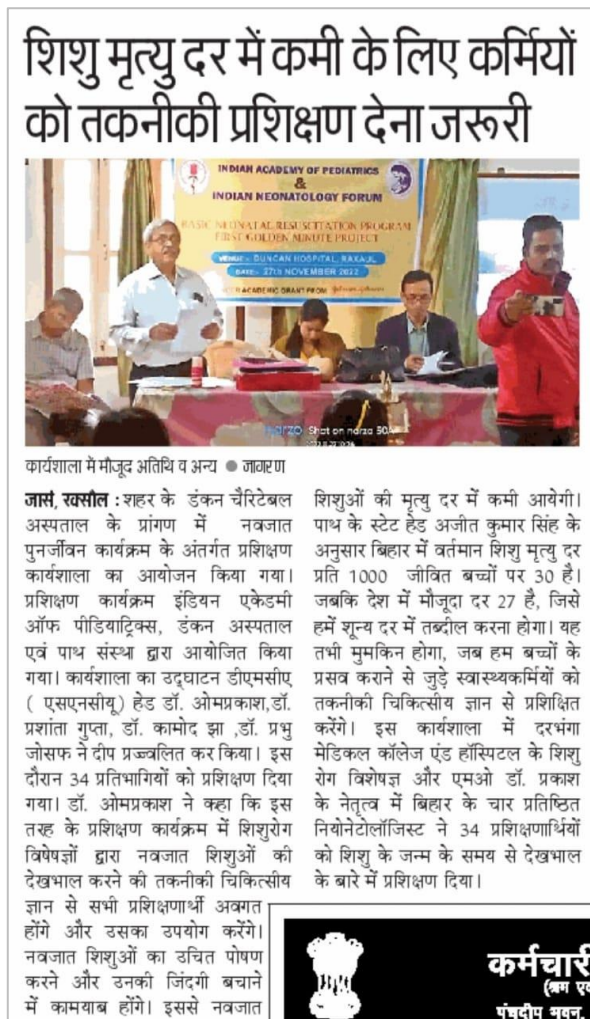 शिशु मृत्यु दर में कमी के लिए कर्मियों
को तकनीकी प्रशिक्षण देना जरूरी
INDIAN ACADEMY OF PEDIATRICS
&
INDIAN NEONATOLOGY FORUM
BASIC NEONATAL RESUSCITATION PROGRAM
FIRST GOLDEN MINUTE PROJECT
VENUE - DUNCAN HOSPITAL, RAXAUL
DATE - 27th NOVEMBER 2022
ACADEMIC GRANT FROM
narzo Shot on narzo 50A
कार्यशाला में मौजूद अतिथि व अन्य ● जागरण
जासं, रक्सौल : शहर के डंकन चैरिटेबल
अस्पताल के प्रांगण में नवजात
पुनर्जीवन कार्यक्रम के अंतर्गत प्रशिक्षण
कार्यशाला का आयोजन किया गया।
प्रशिक्षण कार्यक्रम इंडियन एकेडमी
ऑफ पीडियाट्रिक्स, डंकन अस्पताल
एवं पाथ संस्था द्वारा आयोजित किया
गया। कार्यशाला का उद्घाटन डीएमसीए
( एसएनसीयू) हेड डॉ. ओमप्रकाश,डॉ.
प्रशांता गुप्ता, डॉ. कामोद झा ,डॉ. प्रभु
जोसफ ने दीप प्रज्ज्वलित कर किया। इस
दौरान 34 प्रतिभागियों को प्रशिक्षण दिया
गया। डॉ. ओमप्रकाश ने कहा कि इस
तरह के प्रशिक्षण कार्यक्रम में शिशुरोग
विषेषज्ञों द्वारा नवजात शिशुओं की
देखभाल करने की तकनीकी चिकित्सीय
ज्ञान से सभी प्रशिक्षणार्थी अवगत
होंगे और उसका उपयोग करेंगे।
नवजात शिशुओं का उचित पोषण
करने और उनकी जिंदगी बचाने
में कामयाब होंगे। इससे नवजात
शिशुओं की मृत्यु दर में कमी आयेगी।
पाथ के स्टेट हेड अजीत कुमार सिंह के
अनुसार बिहार में वर्तमान शिशु मृत्यु दर
प्रति 1000 जीवित बच्चों पर 30 है।
जबकि देश में मौजूदा दर 27 है, जिसे
हमें शून्य दर में तब्दील करना होगा। यह
तभी मुमकिन होगा, जब हम बच्चों के
प्रसव कराने से जुड़े स्वास्थ्यकर्मियों को
तकनीकी चिकित्सीय ज्ञान से प्रशिक्षित
करेंगे। इस कार्यशाला में दरभंगा
मेडिकल कॉलेज एंड हॉस्पिटल के शिशु
रोग विशेषज्ञ और एमओ डॉ. प्रकाश
के नेतृत्व में बिहार के चार प्रतिष्ठित
नियोनेटोलॉजिस्ट ने 34 प्रशिक्षणार्थियों
को शिशु के जन्म के समय से देखभाल
के बारे में प्रशिक्षण दिया।
कर्मचारी
(श्रम एवं
पंचदीप भवन,